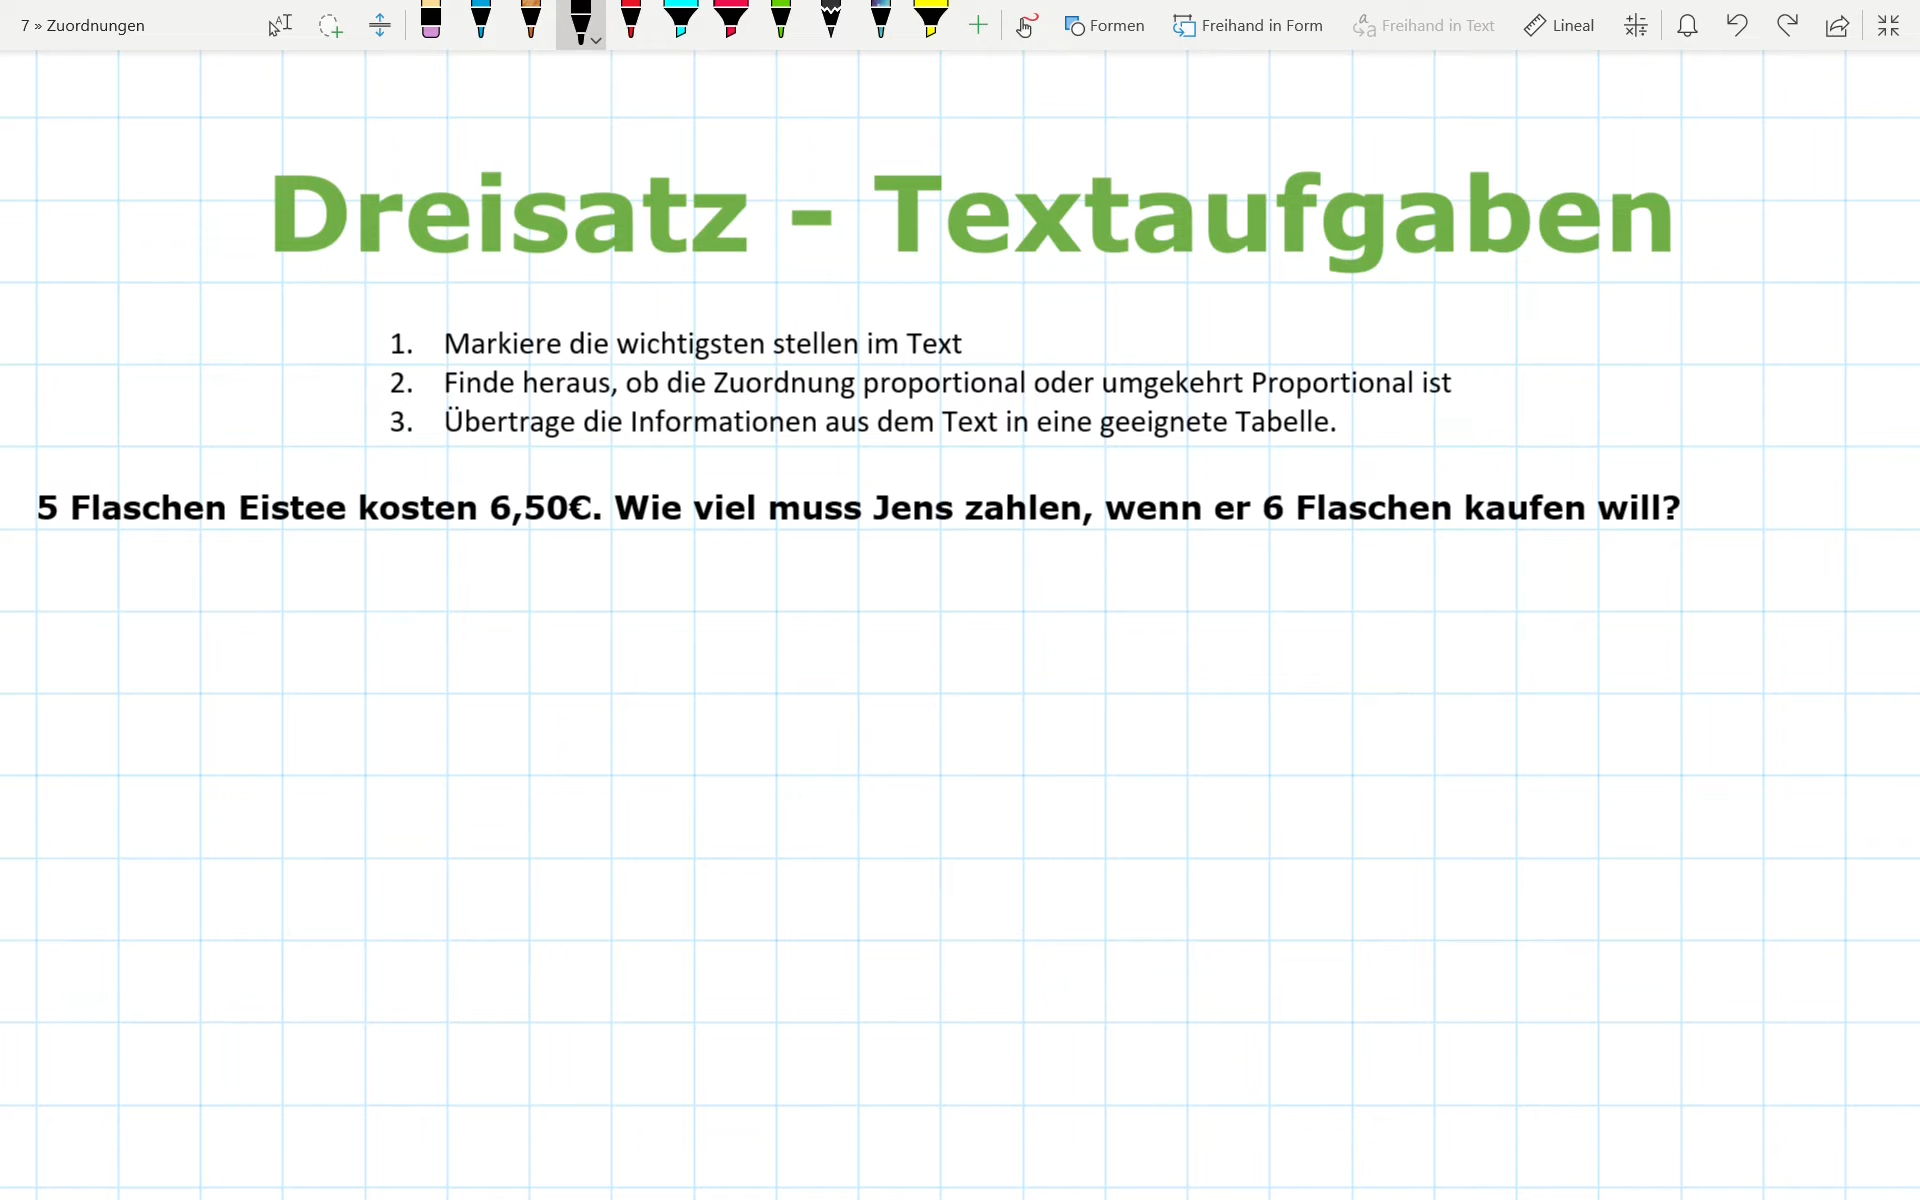 7 » Zuordnungen
Formen
Freihand in Form
Freihand in Text
Lineal
Dreisatz - Textaufgaben
1. Markiere die wichtigsten stellen im Text
2. Finde heraus, ob die Zuordnung proportional oder umgekehrt Proportional ist
3. Übertrage die Informationen aus dem Text in eine geeignete Tabelle.
5 Flaschen Eistee kosten 6,50€. Wie viel muss Jens zahlen, wenn er 6 Flaschen kaufen will?